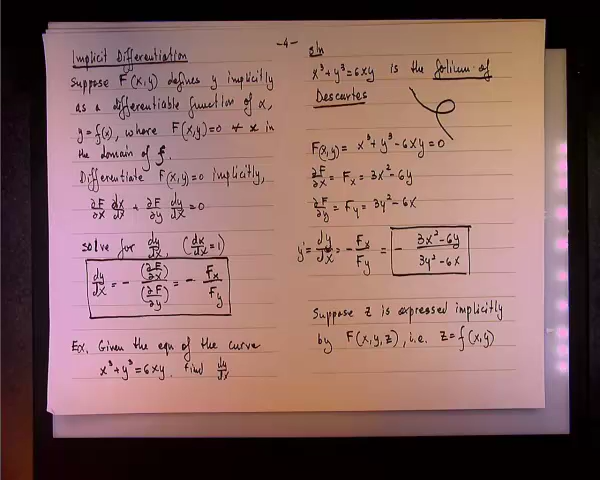 -4-
Implicit Differentiation
Suppose F(x,y) defines y implicitly
as a differentiable function of x,
y=f(x), where F(x,y)=0 ∀ x in
the domain of f.
Differentiate F(x,y)=0 implicitly,
∂F/∂x dx/dx + ∂F/∂y dy/dx = 0
solve for dy/dx, (dx/dx = 1)
dy/dx = - (∂F/∂x)/(∂F/∂y) = - Fx/Fy
Ex. Given the eqn of the curve
x³+y³=6xy. find dy/dx
sln
x³+y³=6xy is the folium of
Descartes
F(x,y)= x³+y³-6xy=0
∂F/∂x = Fx = 3x²-6y
∂F/∂y = Fy = 3y²-6x
y'= dy/dx = - Fx/Fy = - (3x²-6y)/(3y²-6x)
Suppose z is expressed implicitly
by F(x,y,z), i.e. z=f(x,y)